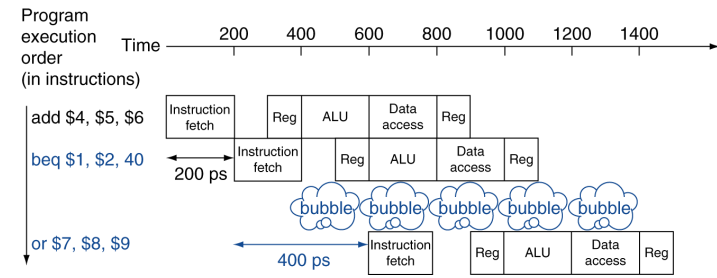 Program
execution
order
(in instructions)
Time
200 400 600 800 1000 1200 1400
add $4, $5, $6
Instruction
fetch
Reg
ALU
Data
access
Reg
beq $1, $2, 40
200 ps
Instruction
fetch
Reg
ALU
Data
access
Reg
bubble bubble bubble bubble bubble
or $7, $8, $9
400 ps
Instruction
fetch
Reg
ALU
Data
access
Reg